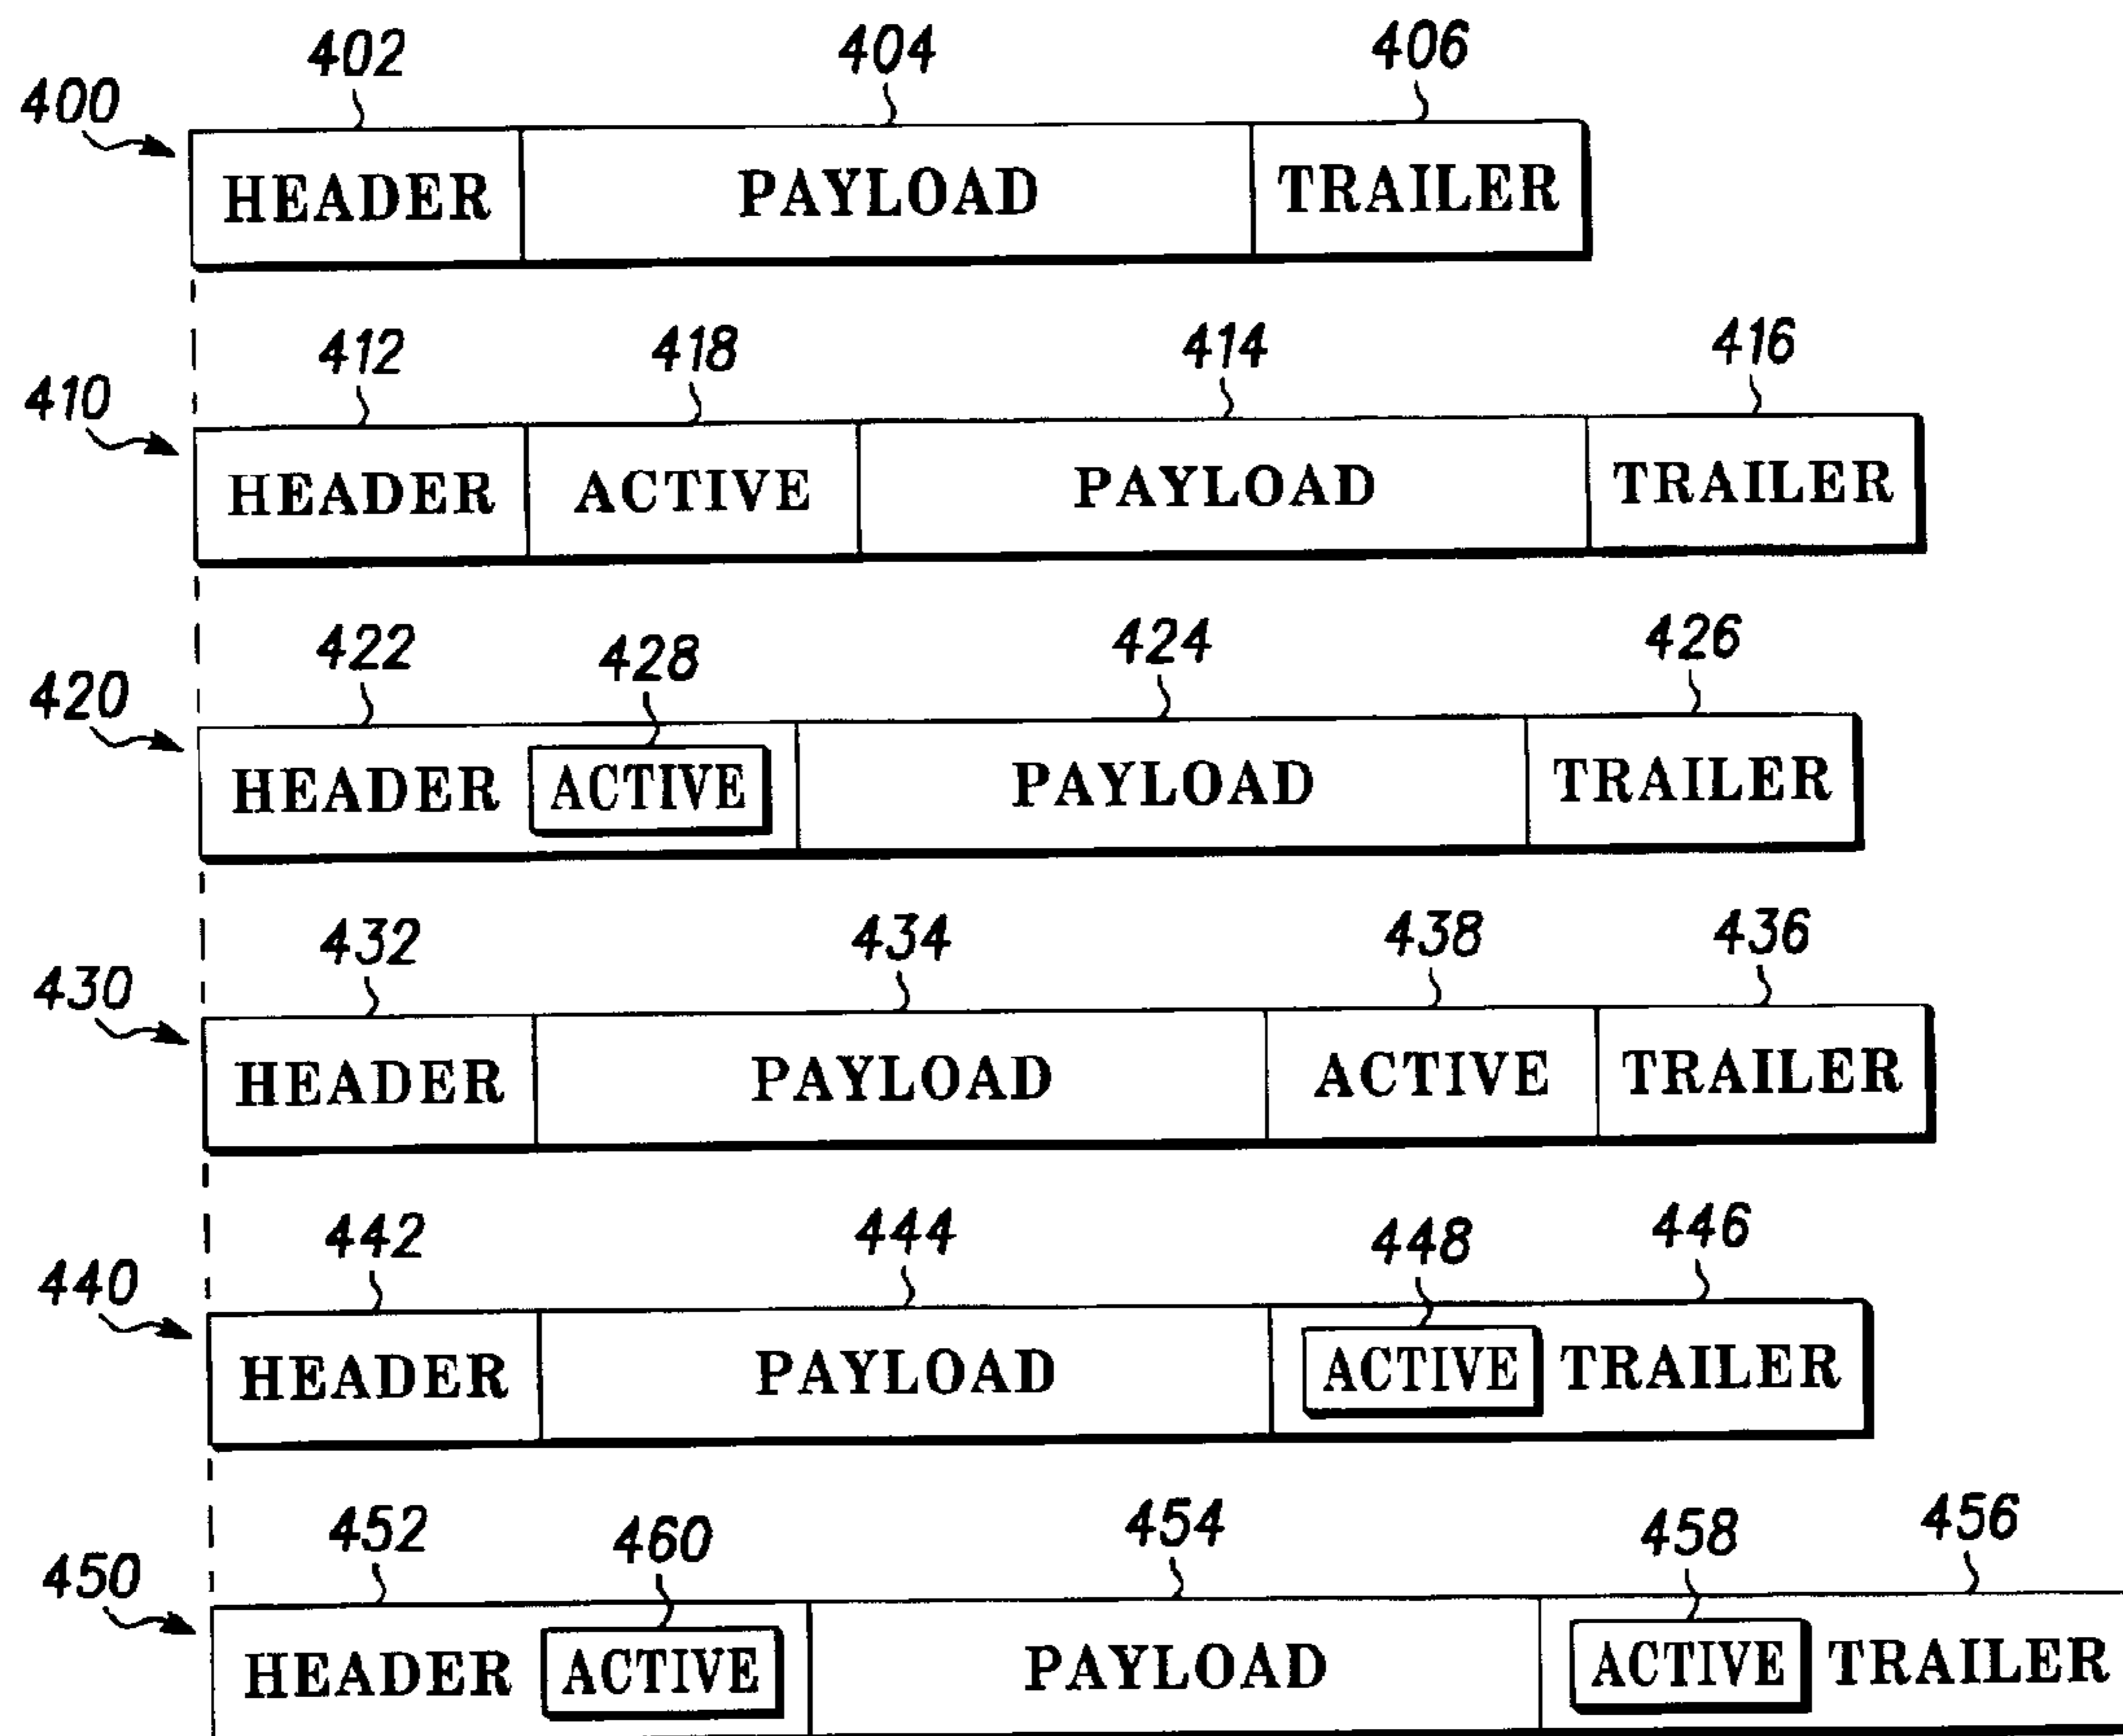 402 404 406
400
HEADER PAYLOAD TRAILER
412 418 414 416
410
HEADER ACTIVE PAYLOAD TRAILER
422 428 424 426
420
HEADER ACTIVE PAYLOAD TRAILER
432 434 438 436
430
HEADER PAYLOAD ACTIVE TRAILER
442 444 448 446
440
HEADER PAYLOAD ACTIVE TRAILER
452 460 454 458 456
450
HEADER ACTIVE PAYLOAD ACTIVE TRAILER